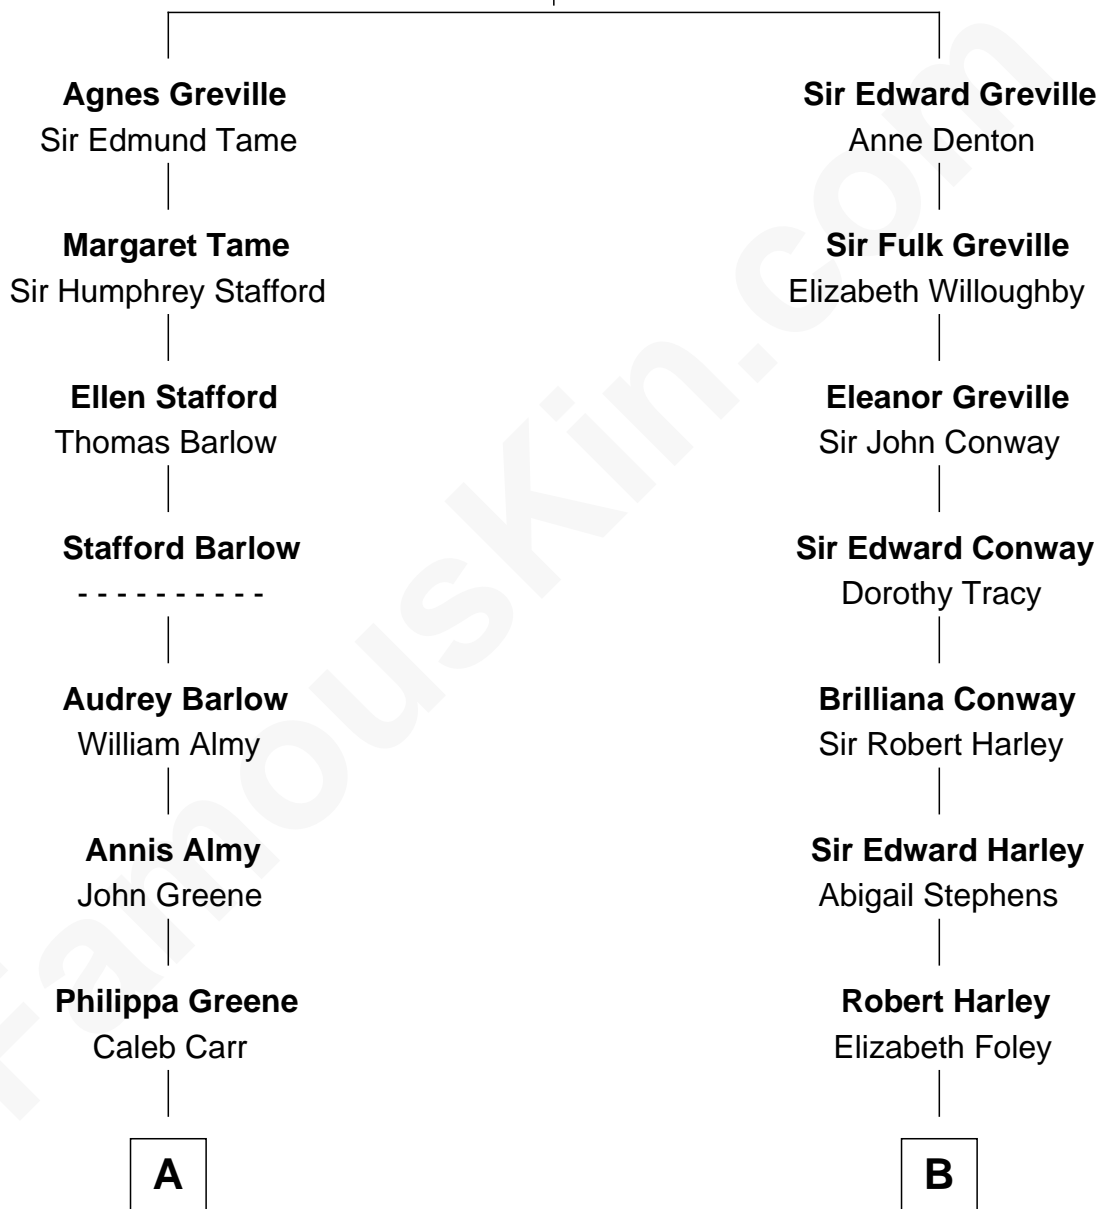 Agnes Greville
Sir Edmund Tame
Margaret Tame
Sir Humphrey Stafford
Ellen Stafford
Thomas Barlow
Stafford Barlow
- - - - - - - - - -
Audrey Barlow
William Almy
Annis Almy
John Greene
Philippa Greene
Caleb Carr
A
Sir Edward Greville
Anne Denton
Sir Fulk Greville
Elizabeth Willoughby
Eleanor Greville
Sir John Conway
Sir Edward Conway
Dorothy Tracy
Brilliana Conway
Sir Robert Harley
Sir Edward Harley
Abigail Stephens
Robert Harley
Elizabeth Foley
B
FamousKin.com